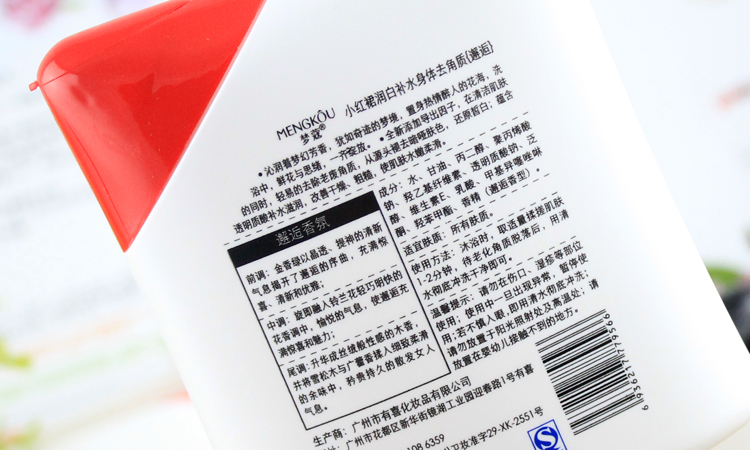 MENGKOU
梦寇®
小红裙润白补水身体去角质{邂逅}
•沁润着梦幻芳香，犹如奇迹的梦境，置身热情醉人的花海，洗
浴中，鲜花与思绪，一齐绽放。•全新添加导出因子，在清洁肌肤
的同时，轻易的去除老废角质，从源头褪去暗哑肤色，还原皙白；蕴含
透明质酸补水滋润，改善干燥、粗糙，使肌肤水嫩柔滑。
邂逅香氛
前调：金香绿以晶透、提神的清新
气息揭开了邂逅的序曲，充满惊
喜、清新和优雅；
中调：旋即融入铃兰花轻巧明快的
花香调中，愉悦的气息，使邂逅充
满惊喜和魅力；
尾调：升华成丝绒般性感的木香，
并将雪松木与广藿香揉入细致柔滑
的余味中，矜贵持久的散发女人
气息。
成分：水、甘油、丙二醇、聚丙烯酸
钠、羟乙基纤维素、透明质酸钠、泛
醇、维生素E、乳酸、甲基异噻唑啉
酮、羟苯甲酯、香精（邂逅香型）。
适宜肤质：所有肤质。
使用方法：沐浴时，取适量揉搓肌肤
1-2分钟，待老化角质脱落后，用清
水彻底冲洗干净即可。
温馨提示：请勿在伤口、湿疹等部位
使用；使用中一旦出现异常，暂停使
用；若不慎入眼，即用清水彻底冲洗；
请勿放置于阳光照射处及高温处；请
放置在婴幼儿接触不到的地方。
生产商：广州市有喜化妆品有限公司
广州市花都区新华街镜湖工业园迎春路1号有喜
108 6359
卫妆准字29-XK-2551号
QS